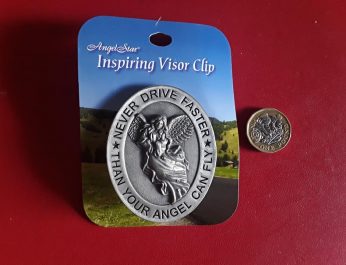 AngelStar®
Inspiring Visor Clip
★ NEVER DRIVE FASTER ★
THAN YOUR ANGEL CAN FLY